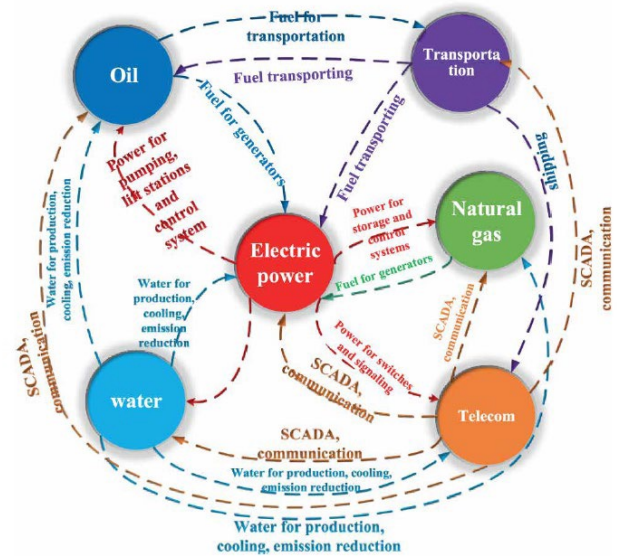 Fuel for
transportation
Oil
Transporta
tion
Fuel transporting
Fuel for
generators
Fuel transporting
shipping
Power for
pumping,
lift stations
and
control
system
Water for production,
cooling, emission reduction
Power for
storage and
control
systems
Natural
gas
Electric
power
Fuel for generators
SCADA,
communication
Water for
production,
cooling,
emission
reduction
SCADA,
communication
Power for switches
and signaling
SCADA,
communication
SCADA,
communication
water
Telecom
SCADA,
communication
Water for production, cooling,
emission reduction
Water for production,
cooling, emission reduction